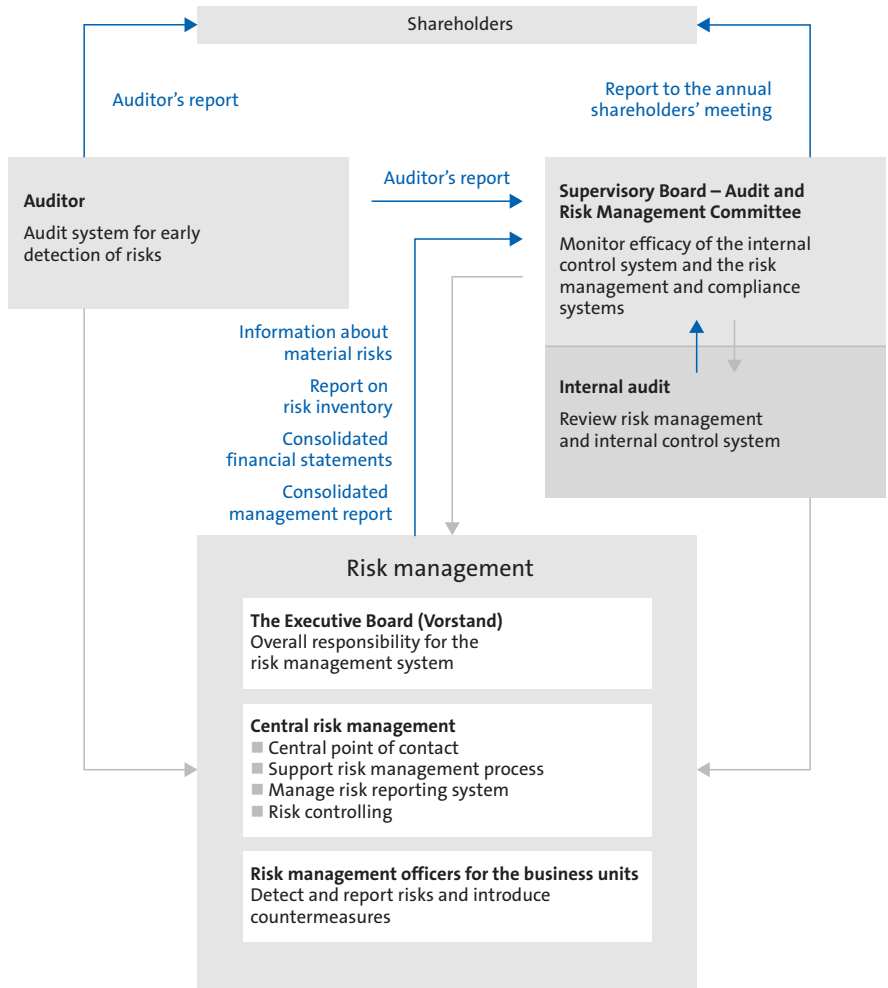 Shareholders
Auditor’s report
Report to the annual
shareholders’ meeting
Auditor
Audit system for early
detection of risks
Auditor’s report
Supervisory Board – Audit and
Risk Management Committee
Monitor efficacy of the internal
control system and the risk
management and compliance
systems
Information about
material risks
Report on
risk inventory
Consolidated
financial statements
Consolidated
management report
Internal audit
Review risk management
and internal control system
Risk management
The Executive Board (Vorstand)
Overall responsibility for the
risk management system
Central risk management
Central point of contact
Support risk management process
Manage risk reporting system
Risk controlling
Risk management officers for the business units
Detect and report risks and introduce
countermeasures